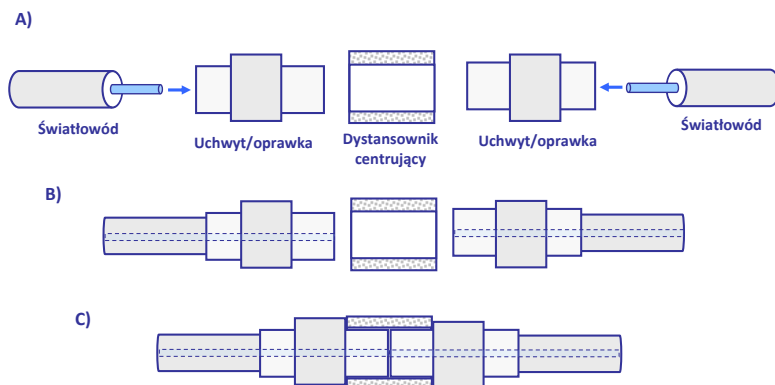 A)
Światłowód
Uchwyt/oprawka
Dystansownik
centrujący
Uchwyt/oprawka
Światłowód
B)
C)